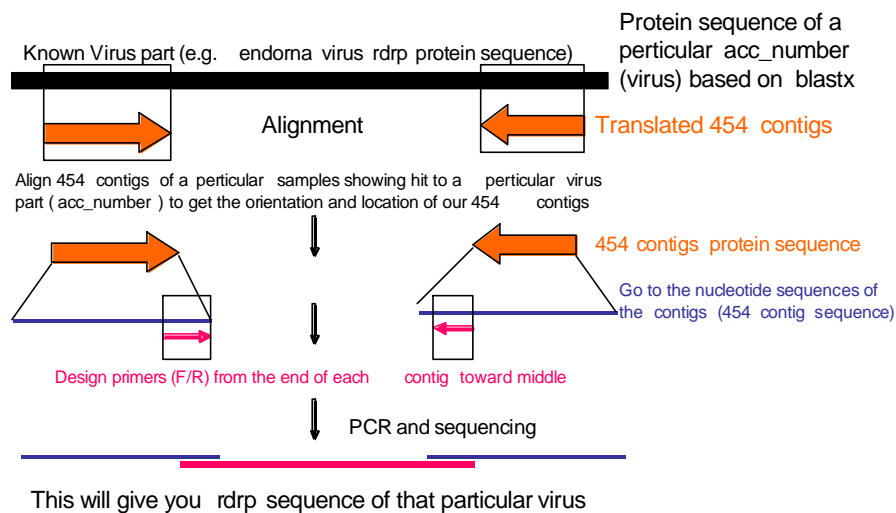 Protein sequence of a
perticular acc_number
(virus) based on blastx
Known Virus part (e.g. endorna virus rdrp protein sequence)
Alignment
Translated 454 contigs
Align 454 contigs of a perticular samples showing hit to a perticular virus
part ( acc_number ) to get the orientation and location of our 454 contigs
454 contigs protein sequence
Go to the nucleotide sequences of
the contigs (454 contig sequence)
Design primers (F/R) from the end of each contig toward middle
PCR and sequencing
This will give you rdrp sequence of that particular virus